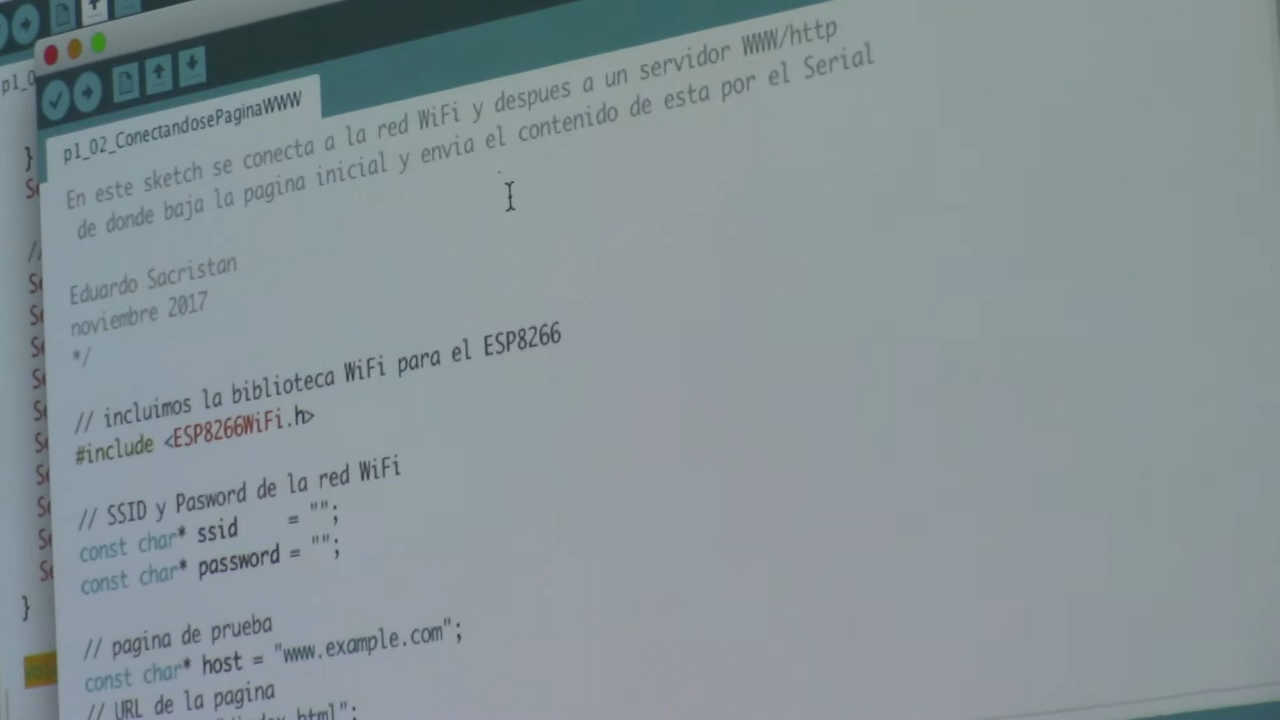 p1_0
p1_02_ConectandosePaginaWWW
En este sketch se conecta a la red WiFi y despues a un servidor WWW/http
de donde baja la pagina inicial y envia el contenido de esta por el Serial
Eduardo Sacristan
noviembre 2017
*/
// incluimos la biblioteca WiFi para el ESP8266
#include <ESP8266WiFi.h>
// SSID y Pasword de la red WiFi
const char* ssid = "";
const char* password = "";
// pagina de prueba
const char* host = "www.example.com";
// URL de la pagina